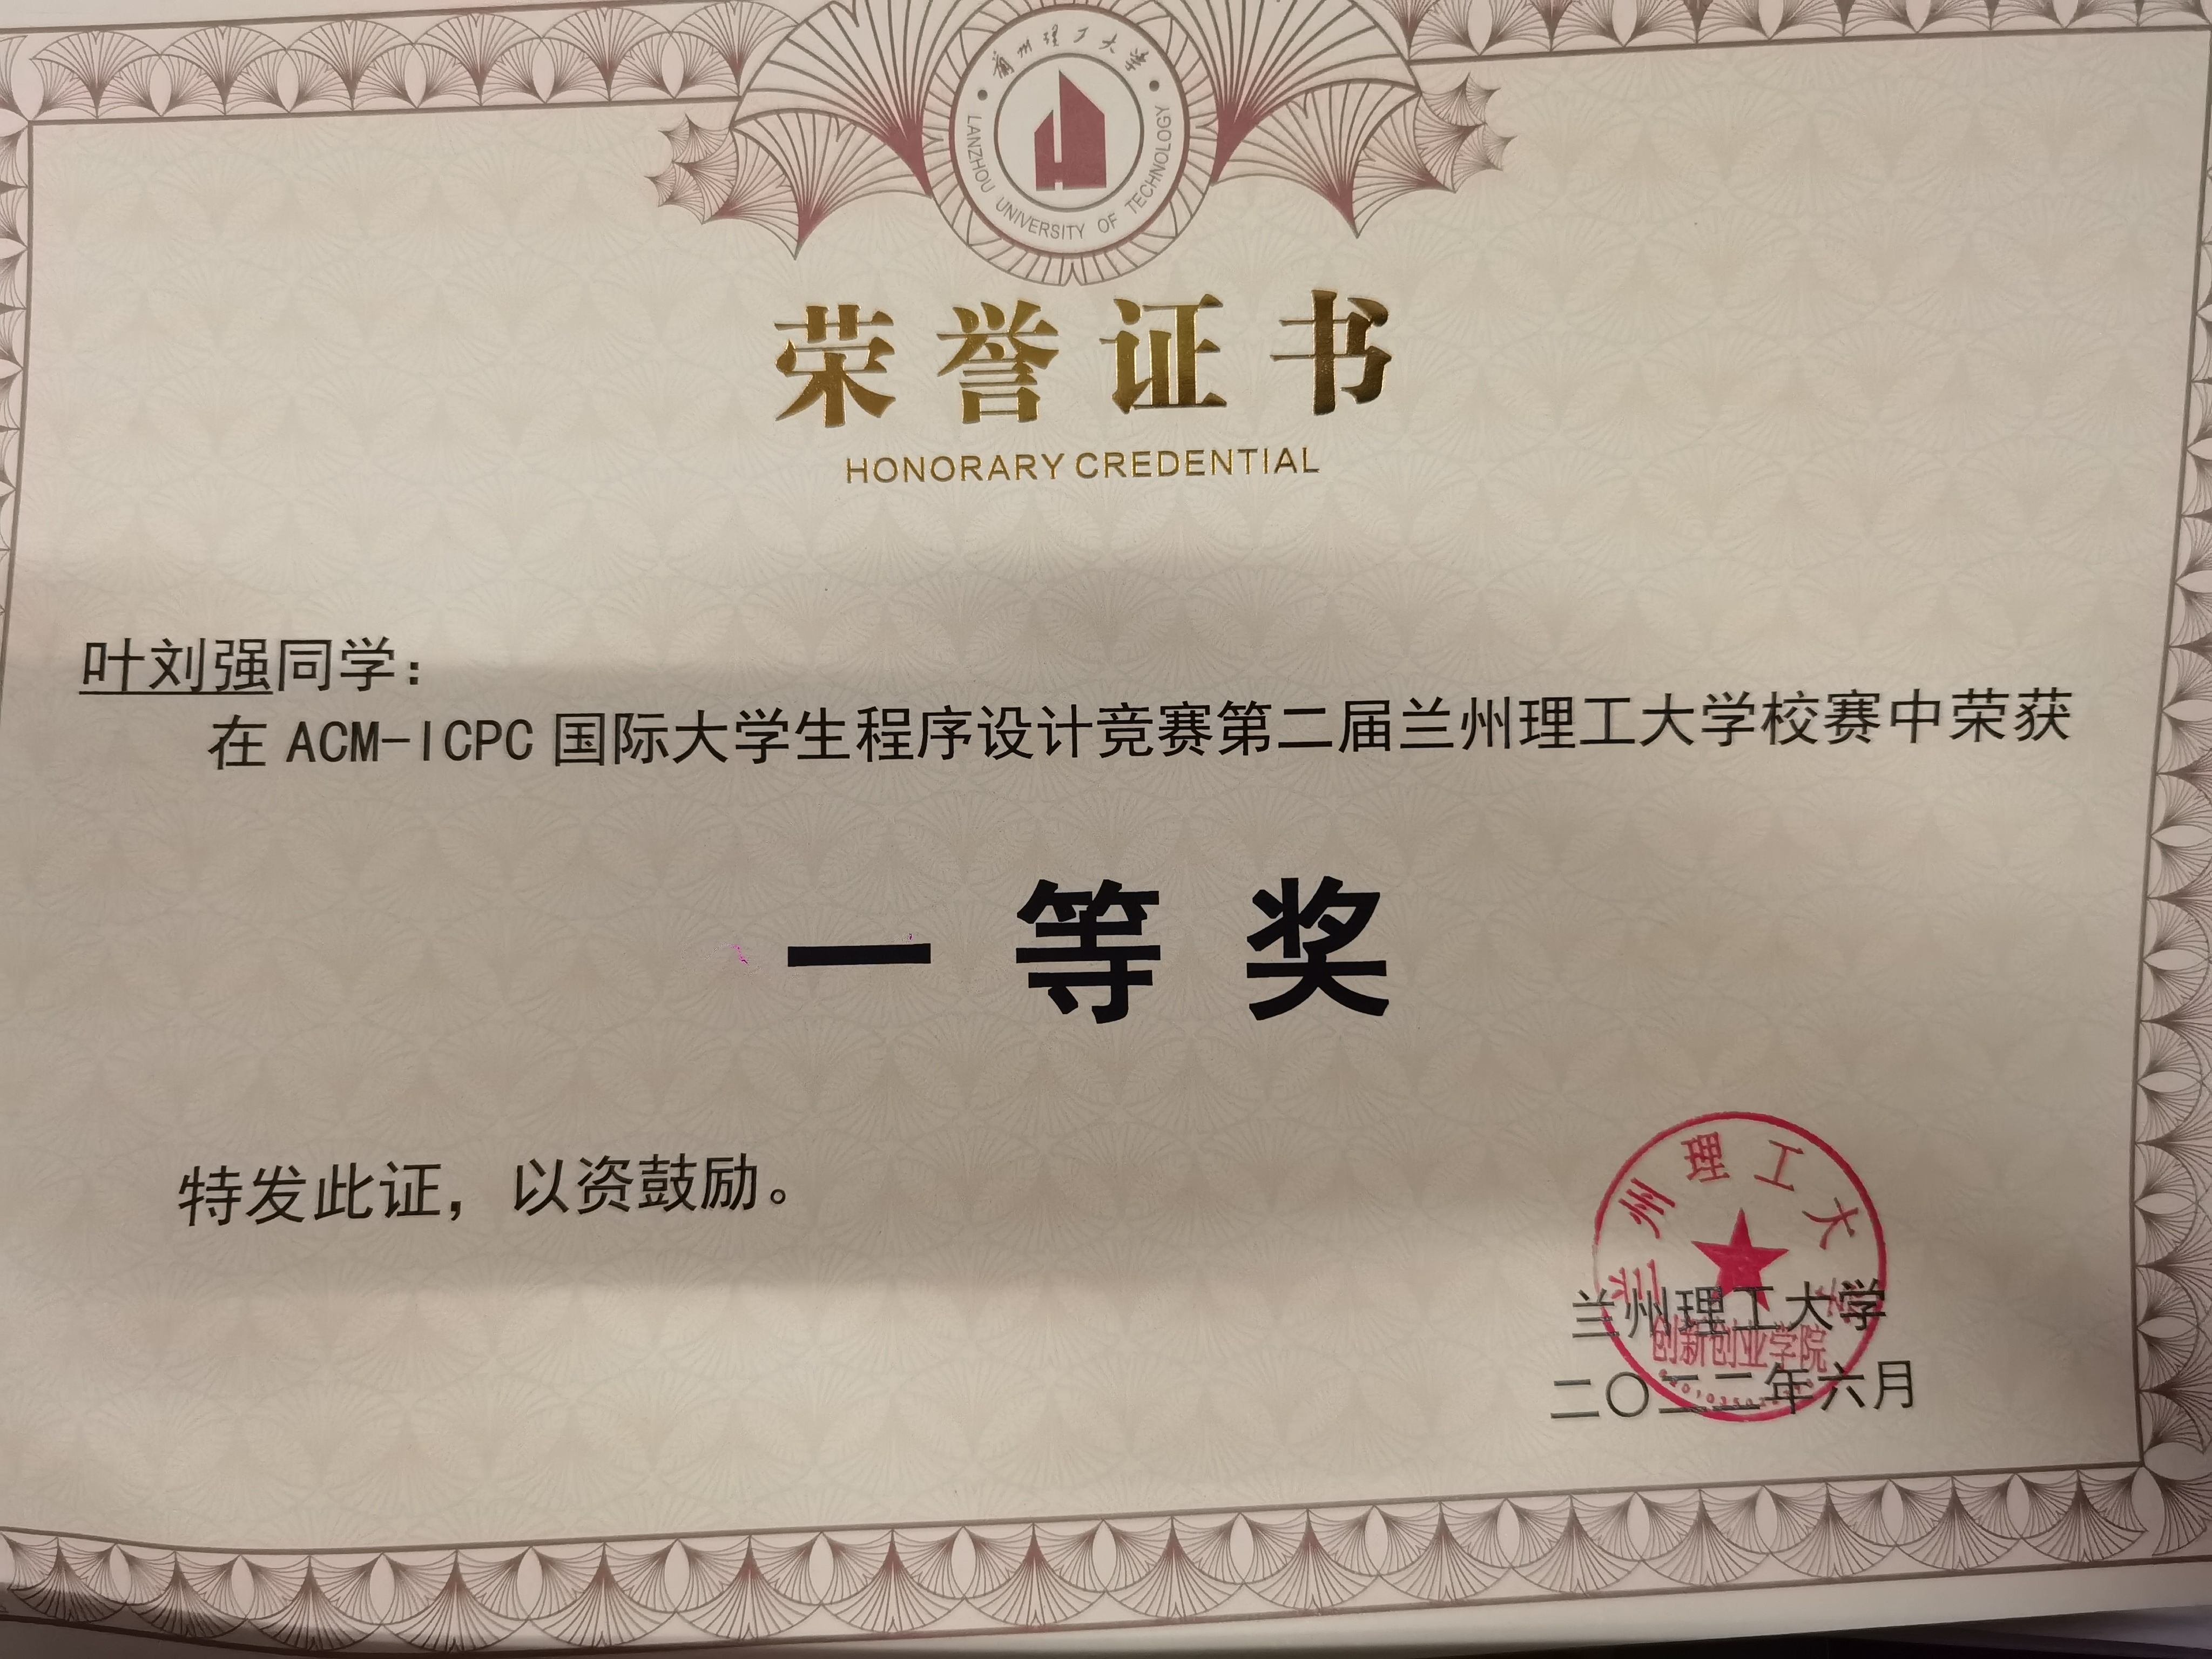 蘭州理工大學
LANZHOU UNIVERSITY OF TECHNOLOGY
荣誉证书
HONORARY CREDENTIAL
叶刘强同学：
在 ACM-ICPC 国际大学生程序设计竞赛第二届兰州理工大学校赛中荣获
一等奖
特发此证，以资鼓励。
兰州理工大学
兰州理工大学
创新创业学院
二〇二二年六月